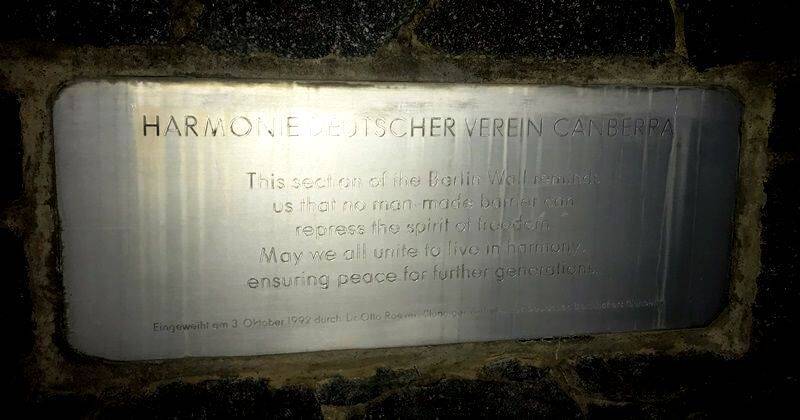 HARMONIE DEUTSCHER VEREIN CANBERRA
This section of the Berlin Wall reminds
us that no man-made barrier can
repress the spirit of freedom.
May we all unite to live in harmony,
ensuring peace for further generations.
Eingeweiht am 3. Oktober 1992 durch Dr. Otto